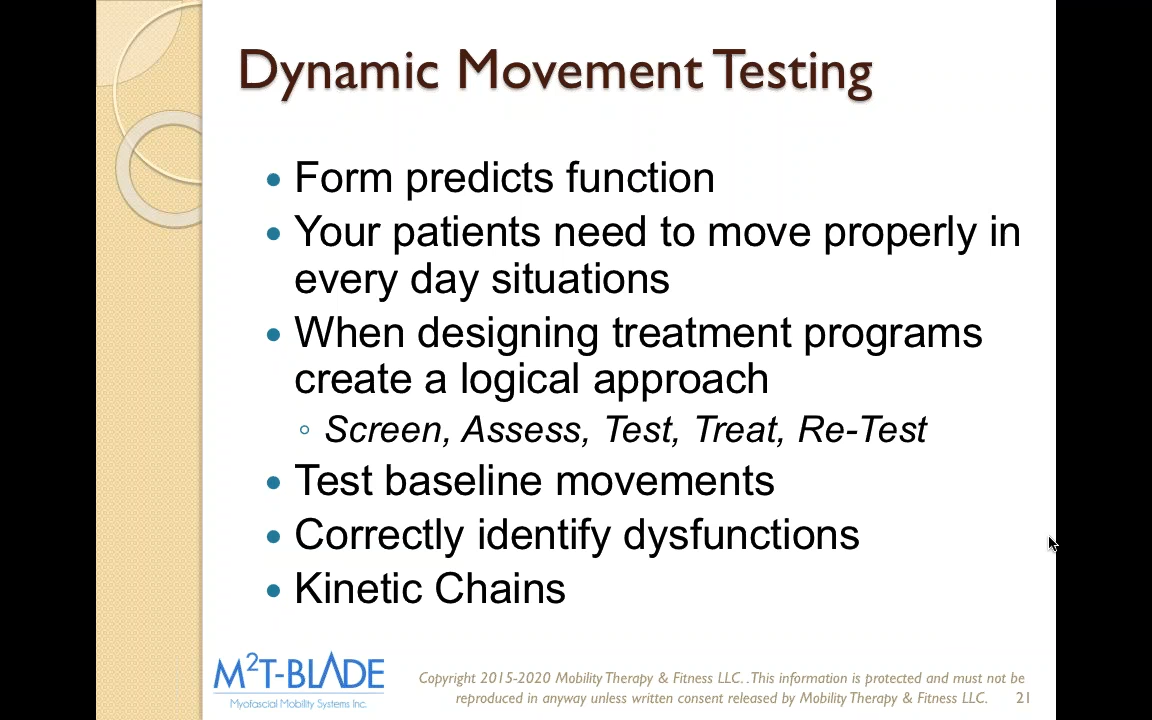 Dynamic Movement Testing
Form predicts function
Your patients need to move properly in
every day situations
When designing treatment programs
create a logical approach
Screen, Assess, Test, Treat, Re-Test
Test baseline movements
Correctly identify dysfunctions
Kinetic Chains
M²T-BLADE
Myofascial Mobility Systems Inc.
Copyright 2015-2020 Mobility Therapy & Fitness LLC. . This information is protected and must not be
reproduced in anyway unless written consent released by Mobility Therapy & Fitness LLC.
21